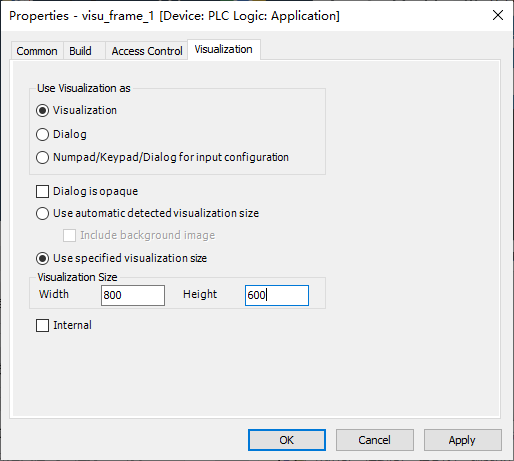 Properties - visu_frame_1 [Device: PLC Logic: Application]
Common Build Access Control Visualization
Use Visualization as
Visualization
Dialog
Numpad/Keypad/Dialog for input configuration
Dialog is opaque
Use automatic detected visualization size
Include background image
Use specified visualization size
Visualization Size
Width 800 Height 600
Internal
OK Cancel Apply